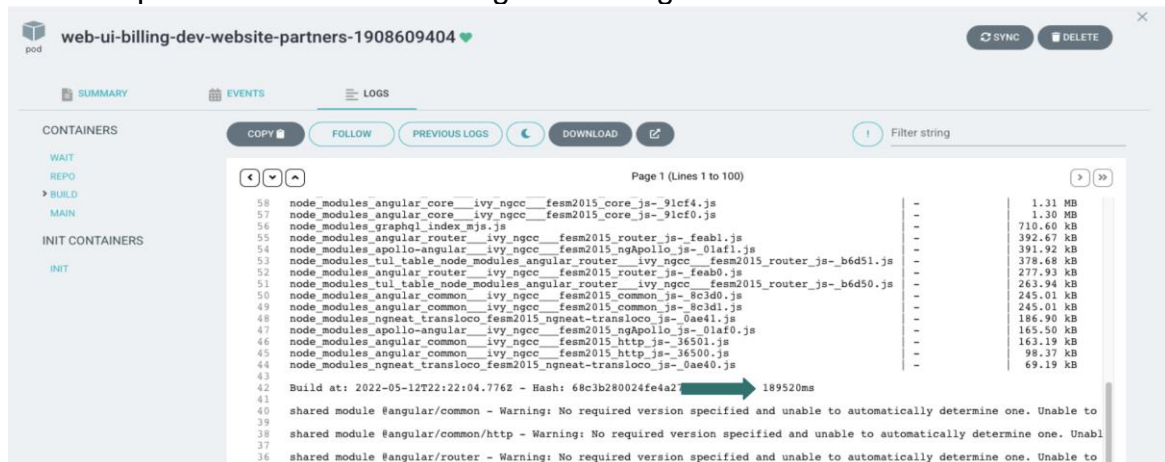 pod
web-ui-billing-dev-website-partners-1908609404
SYNC DELETE
SUMMARY EVENTS LOGS
CONTAINERS
WAIT
REPO
BUILD
MAIN
INIT CONTAINERS
INIT
COPY FOLLOW PREVIOUS LOGS DOWNLOAD ! Filter string
Page 1 (Lines 1 to 100)
58 node_modules_angular_core___ivy_ngcc___fesm2015_core_js-_91cf4.js | - | 1.31 MB
57 node_modules_angular_core___ivy_ngcc___fesm2015_core_js-_91cf0.js | - | 1.30 MB
56 node_modules_graphql_index_mjs.js | - | 710.60 kB
55 node_modules_angular_router___ivy_ngcc___fesm2015_router_js-_feab1.js | - | 392.67 kB
54 node_modules_apollo-angular___ivy_ngcc___fesm2015_ngApollo_js-_01af1.js | - | 391.92 kB
53 node_modules_tul_table_node_modules_angular_router___ivy_ngcc___fesm2015_router_js-_b6d51.js | - | 378.68 kB
52 node_modules_angular_router___ivy_ngcc___fesm2015_router_js-_feab0.js | - | 277.93 kB
51 node_modules_tul_table_node_modules_angular_router___ivy_ngcc___fesm2015_router_js-_b6d50.js | - | 263.94 kB
50 node_modules_angular_common___ivy_ngcc___fesm2015_common_js-_8c3d0.js | - | 245.01 kB
49 node_modules_angular_common___ivy_ngcc___fesm2015_common_js-_8c3d1.js | - | 245.01 kB
48 node_modules_ngneat_transloco_fesm2015_ngneat-transloco_js-_0ae41.js | - | 186.90 kB
47 node_modules_apollo-angular___ivy_ngcc___fesm2015_ngApollo_js-_01af0.js | - | 165.50 kB
46 node_modules_angular_common___ivy_ngcc___fesm2015_http_js-_36501.js | - | 163.19 kB
45 node_modules_angular_common___ivy_ngcc___fesm2015_http_js-_36500.js | - | 98.37 kB
44 node_modules_ngneat_transloco_fesm2015_ngneat-transloco_js-_0ae40.js | - | 69.19 kB
43
42 Build at: 2022-05-12T22:22:04.776Z - Hash: 68c3b280024fe4a27 189520ms
41
40 shared module @angular/common - Warning: No required version specified and unable to automatically determine one. Unable to
39
38 shared module @angular/common/http - Warning: No required version specified and unable to automatically determine one. Unabl
37
36 shared module @angular/router - Warning: No required version specified and unable to automatically determine one. Unable to